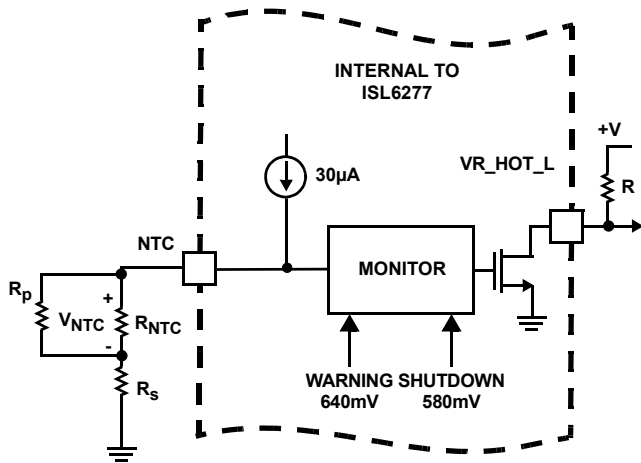 INTERNAL TO
ISL6277
+V
VR_HOT_L
R
30µA
NTC
MONITOR
Rp
+
VNTC
RNTC
-
Rs
WARNING SHUTDOWN
640mV 580mV